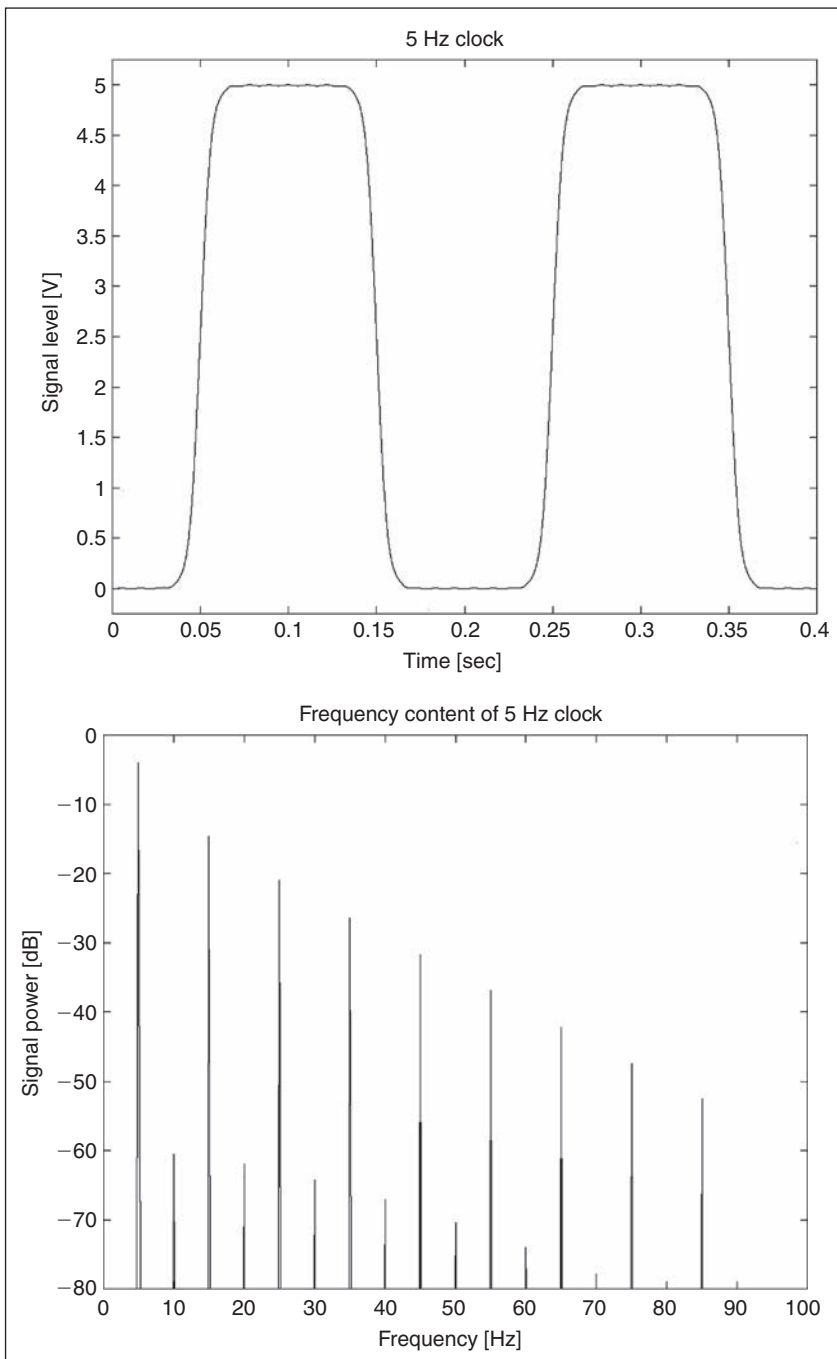 5 Hz clock
5
4.5
4
3.5
3
2.5
2
1.5
1
0.5
0
Signal level [V]
0 0.05 0.1 0.15 0.2 0.25 0.3 0.35 0.4
Time [sec]
Frequency content of 5 Hz clock
0
−10
−20
−30
−40
−50
−60
−70
−80
Signal power [dB]
0 10 20 30 40 50 60 70 80 90 100
Frequency [Hz]